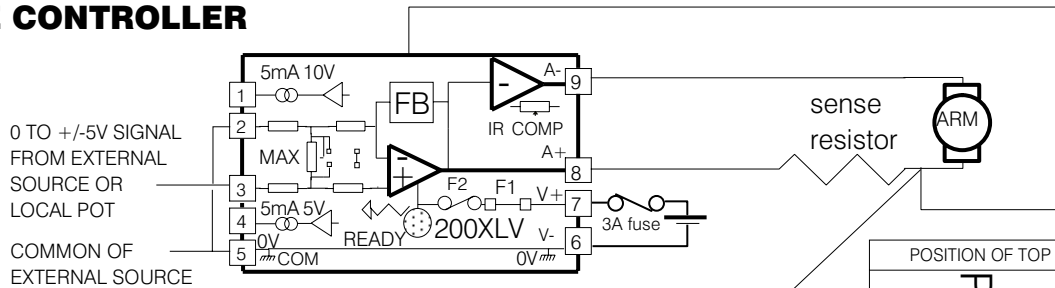 CONTROLLER
5mA 10V
1
2
3
4
5
MAX
5mA 5V
0V
COM
READY
FB
-
+
-
IR COMP
A-
A+
F2
F1
V+
V-
200XLV
0V
9
8
7
6
3A fuse
sense
resistor
ARM
0 TO +/-5V SIGNAL
FROM EXTERNAL
SOURCE OR
LOCAL POT
COMMON OF
EXTERNAL SOURCE
POSITION OF TOP